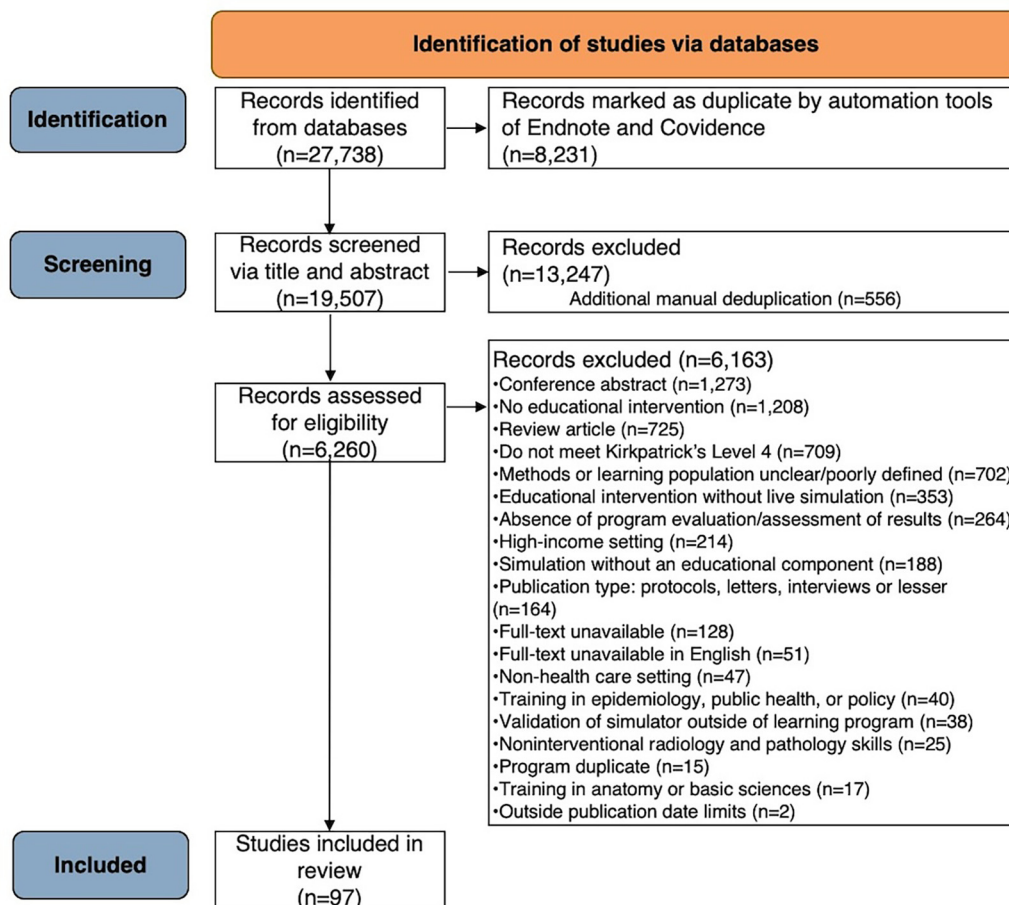 Identification of studies via databases
Identification
Records identified
from databases
(n=27,738)
Records marked as duplicate by automation tools
of Endnote and Covidence
(n=8,231)
Screening
Records screened
via title and abstract
(n=19,507)
Records excluded
(n=13,247)
Additional manual deduplication (n=556)
Records assessed
for eligibility
(n=6,260)
Records excluded (n=6,163)
•Conference abstract (n=1,273)
•No educational intervention (n=1,208)
•Review article (n=725)
•Do not meet Kirkpatrick's Level 4 (n=709)
•Methods or learning population unclear/poorly defined (n=702)
•Educational intervention without live simulation (n=353)
•Absence of program evaluation/assessment of results (n=264)
•High-income setting (n=214)
•Simulation without an educational component (n=188)
•Publication type: protocols, letters, interviews or lesser
(n=164)
•Full-text unavailable (n=128)
•Full-text unavailable in English (n=51)
•Non-health care setting (n=47)
•Training in epidemiology, public health, or policy (n=40)
•Validation of simulator outside of learning program (n=38)
•Noninterventional radiology and pathology skills (n=25)
•Program duplicate (n=15)
•Training in anatomy or basic sciences (n=17)
•Outside publication date limits (n=2)
Included
Studies included in
review
(n=97)